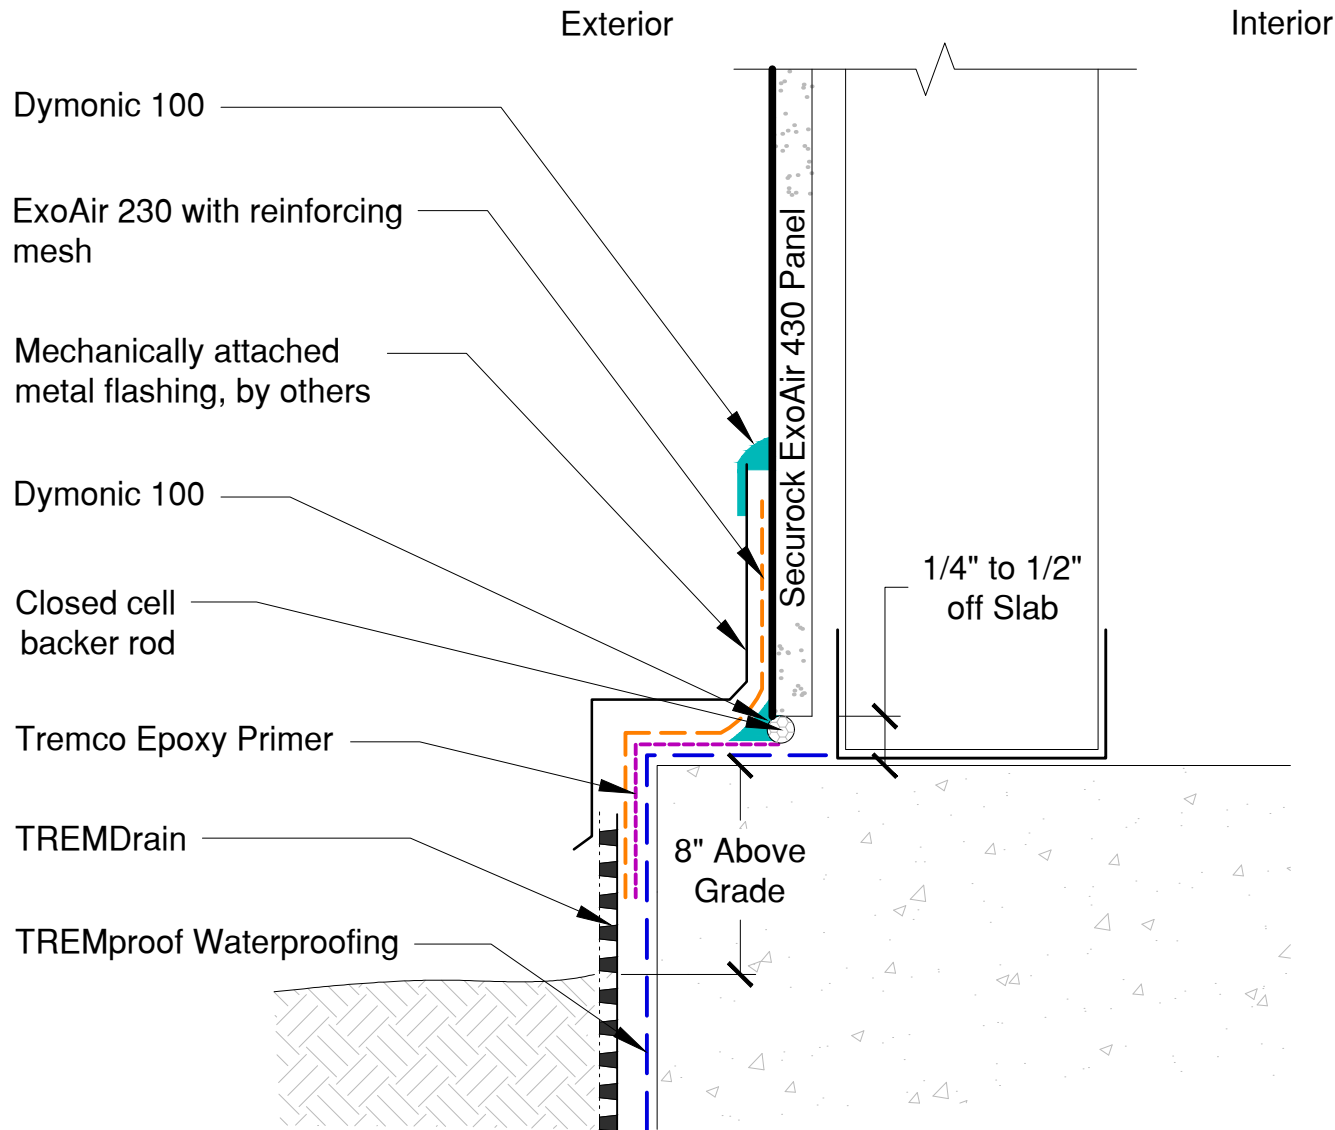 Exterior
Interior
Dymonic 100
ExoAir 230 with reinforcing
mesh
Mechanically attached
metal flashing, by others
Dymonic 100
Closed cell
backer rod
Tremco Epoxy Primer
TREMDrain
TREMproof Waterproofing
Securock ExoAir 430 Panel
1/4" to 1/2"
off Slab
8" Above
Grade